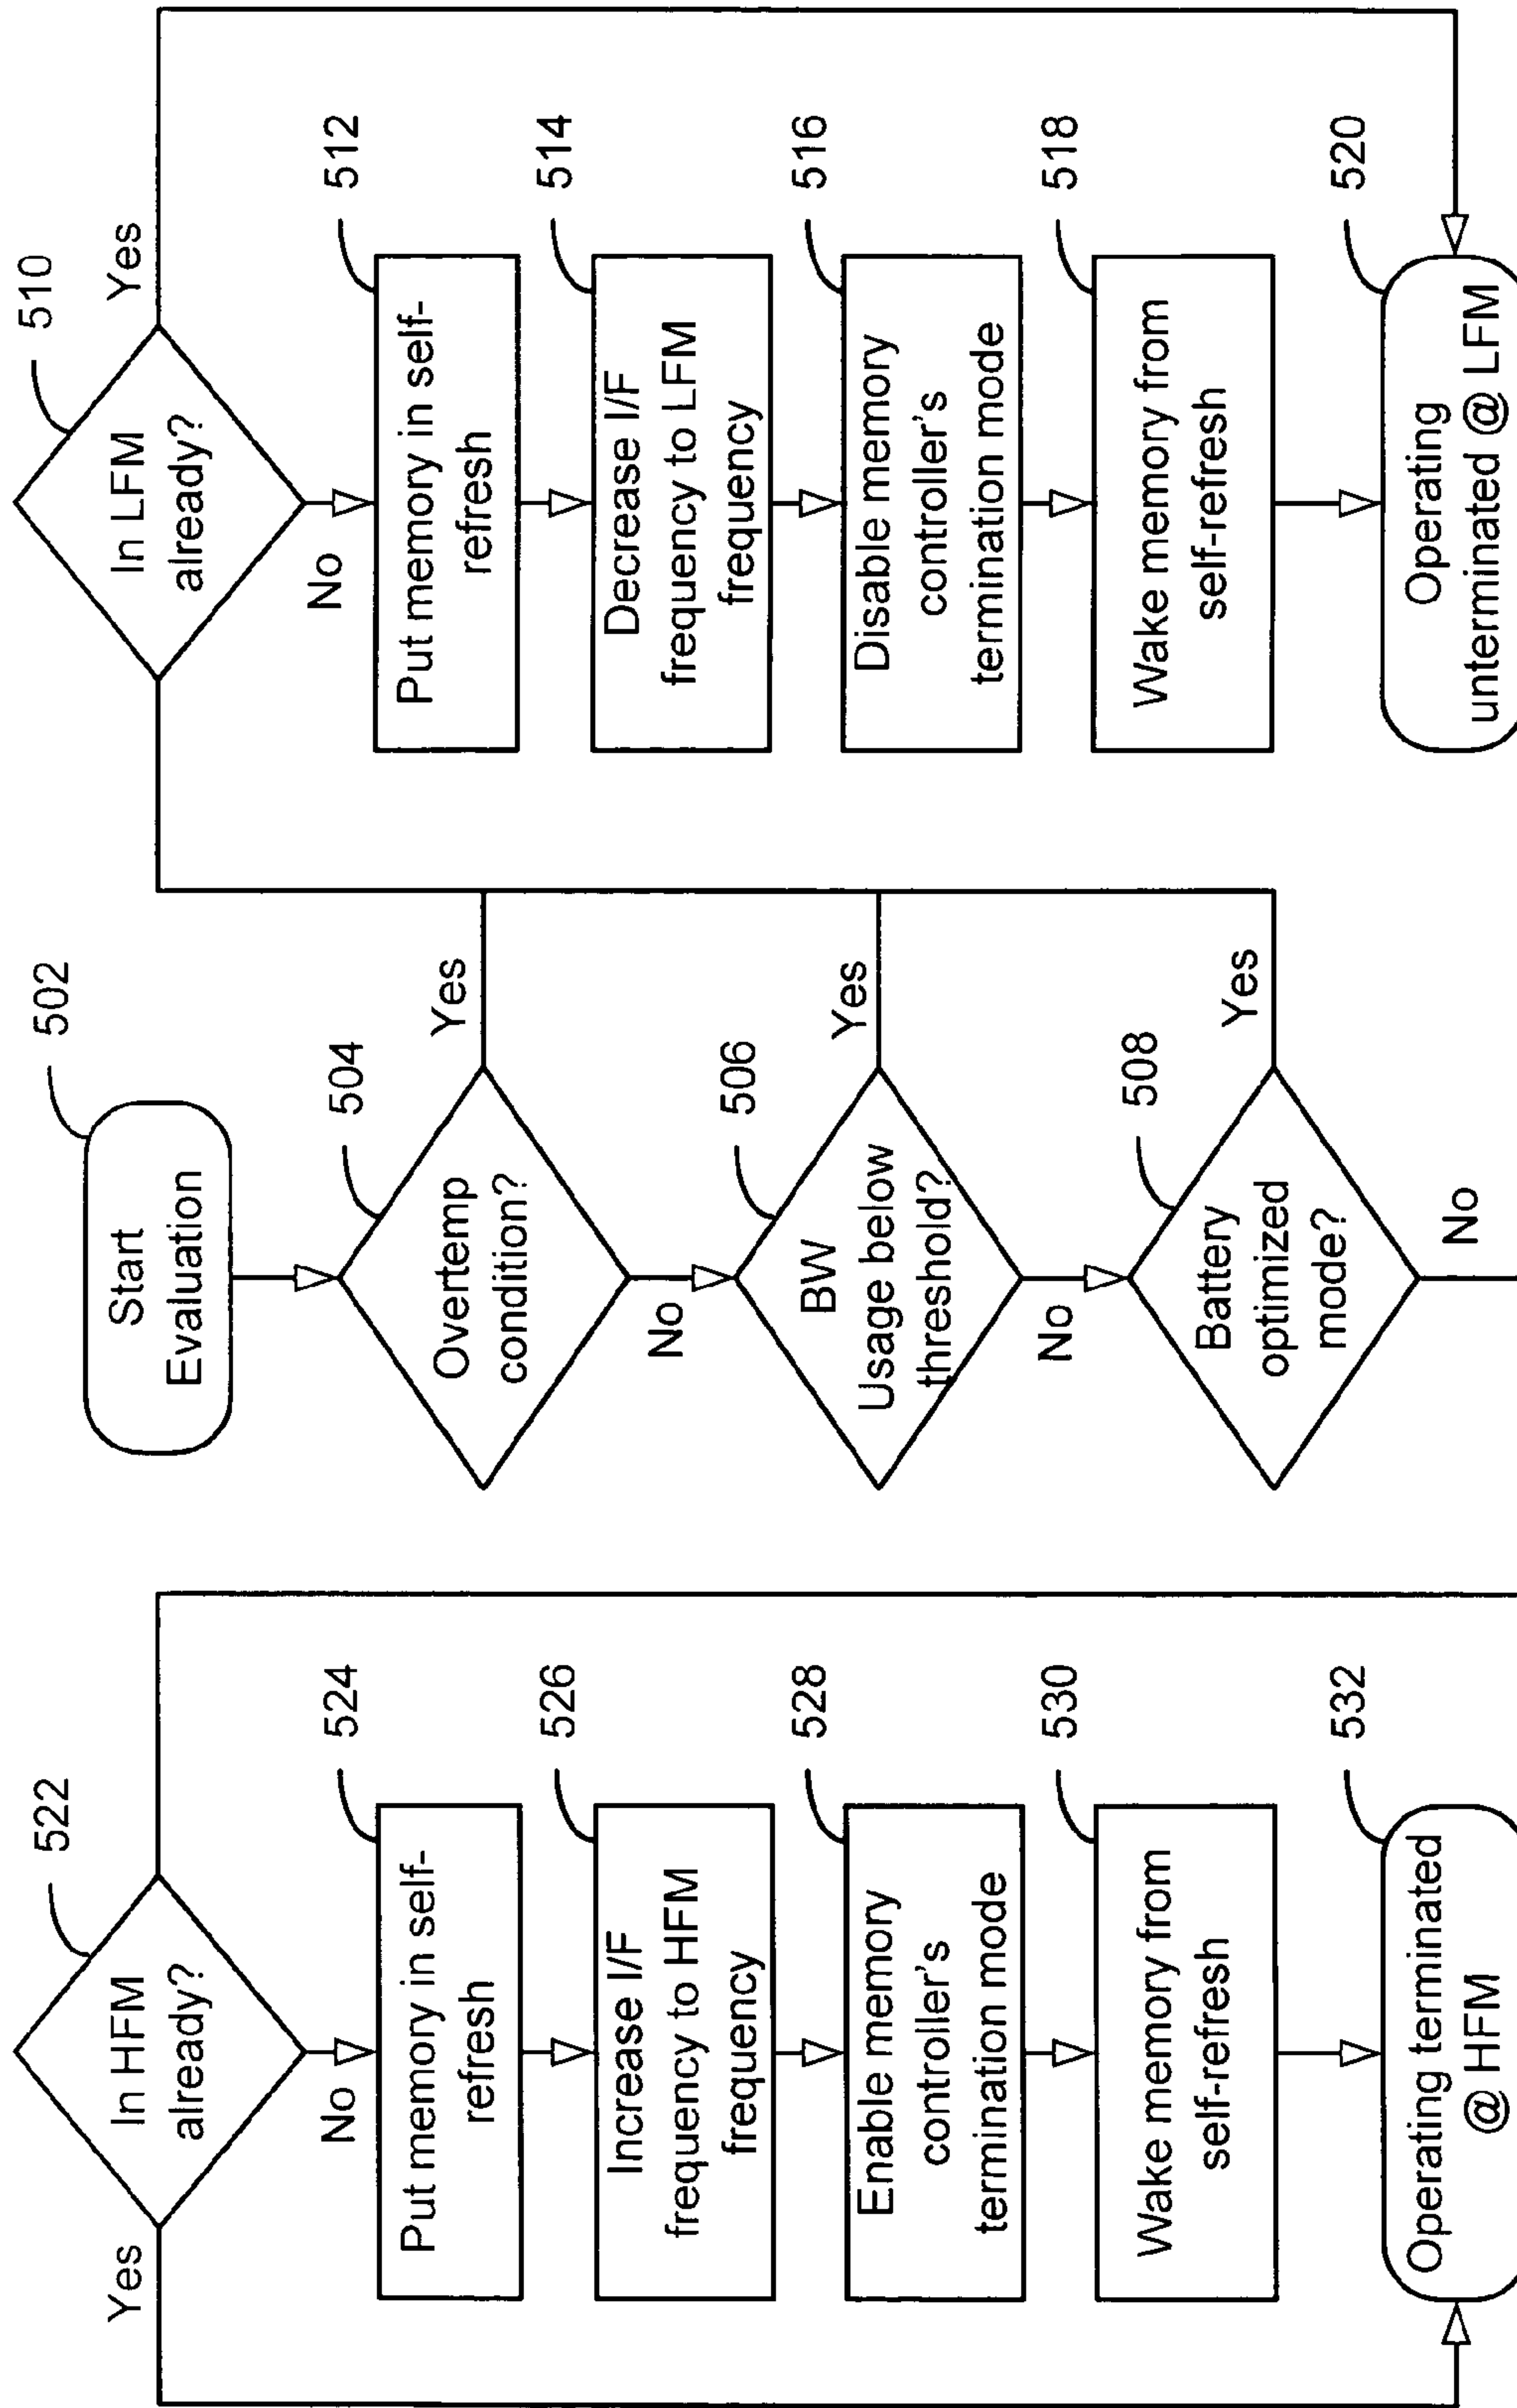 522
In HFM
already?
Yes
No
524
Put memory in self-
refresh
526
Increase I/F
frequency to HFM
frequency
528
Enable memory
controller's
termination mode
530
Wake memory from
self-refresh
532
Operating terminated
@ HFM
502
Start
Evaluation
504
Overtemp
condition?
Yes
No
506
BW
Usage below
threshold?
Yes
No
508
Battery
optimized
mode?
Yes
No
510
In LFM
already?
Yes
No
512
Put memory in self-
refresh
514
Decrease I/F
frequency to LFM
frequency
516
Disable memory
controller's
termination mode
518
Wake memory from
self-refresh
520
Operating
unterminated @ LFM